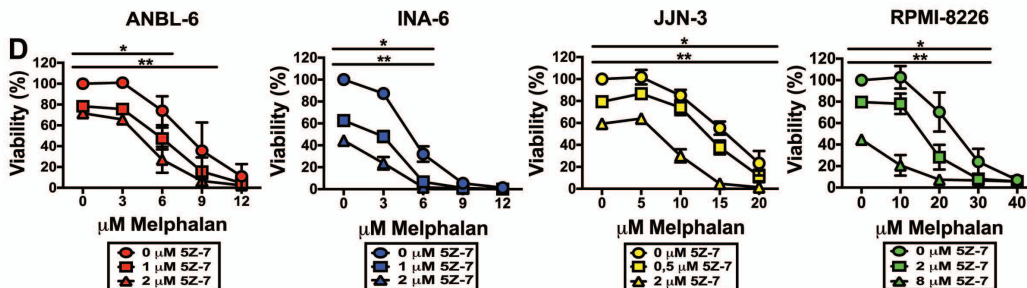 ANBL-6 INA-6 JJN-3 RPMI-8226
D
* * * *
** ** ** **
Viability (%) Viability (%) Viability (%) Viability (%)
120 120 120 120
100 100 100 100
80 80 80 80
60 60 60 60
40 40 40 40
20 20 20 20
0 0 0 0
0 3 6 9 12 0 3 6 9 12 0 5 10 15 20 0 10 20 30 40
μM Melphalan μM Melphalan μM Melphalan μM Melphalan
0 μM 5Z-7 0 μM 5Z-7 0 μM 5Z-7 0 μM 5Z-7
1 μM 5Z-7 1 μM 5Z-7 0,5 μM 5Z-7 2 μM 5Z-7
2 μM 5Z-7 2 μM 5Z-7 2 μM 5Z-7 8 μM 5Z-7